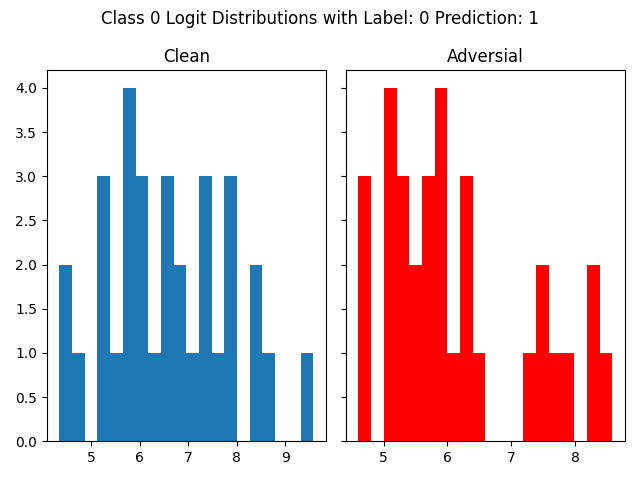 Class 0 Logit Distributions with Label: 0 Prediction: 1
Clean
Adversial
4.0
3.5
3.0
2.5
2.0
1.5
1.0
0.5
0.0
5 6 7 8 9
5 6 7 8